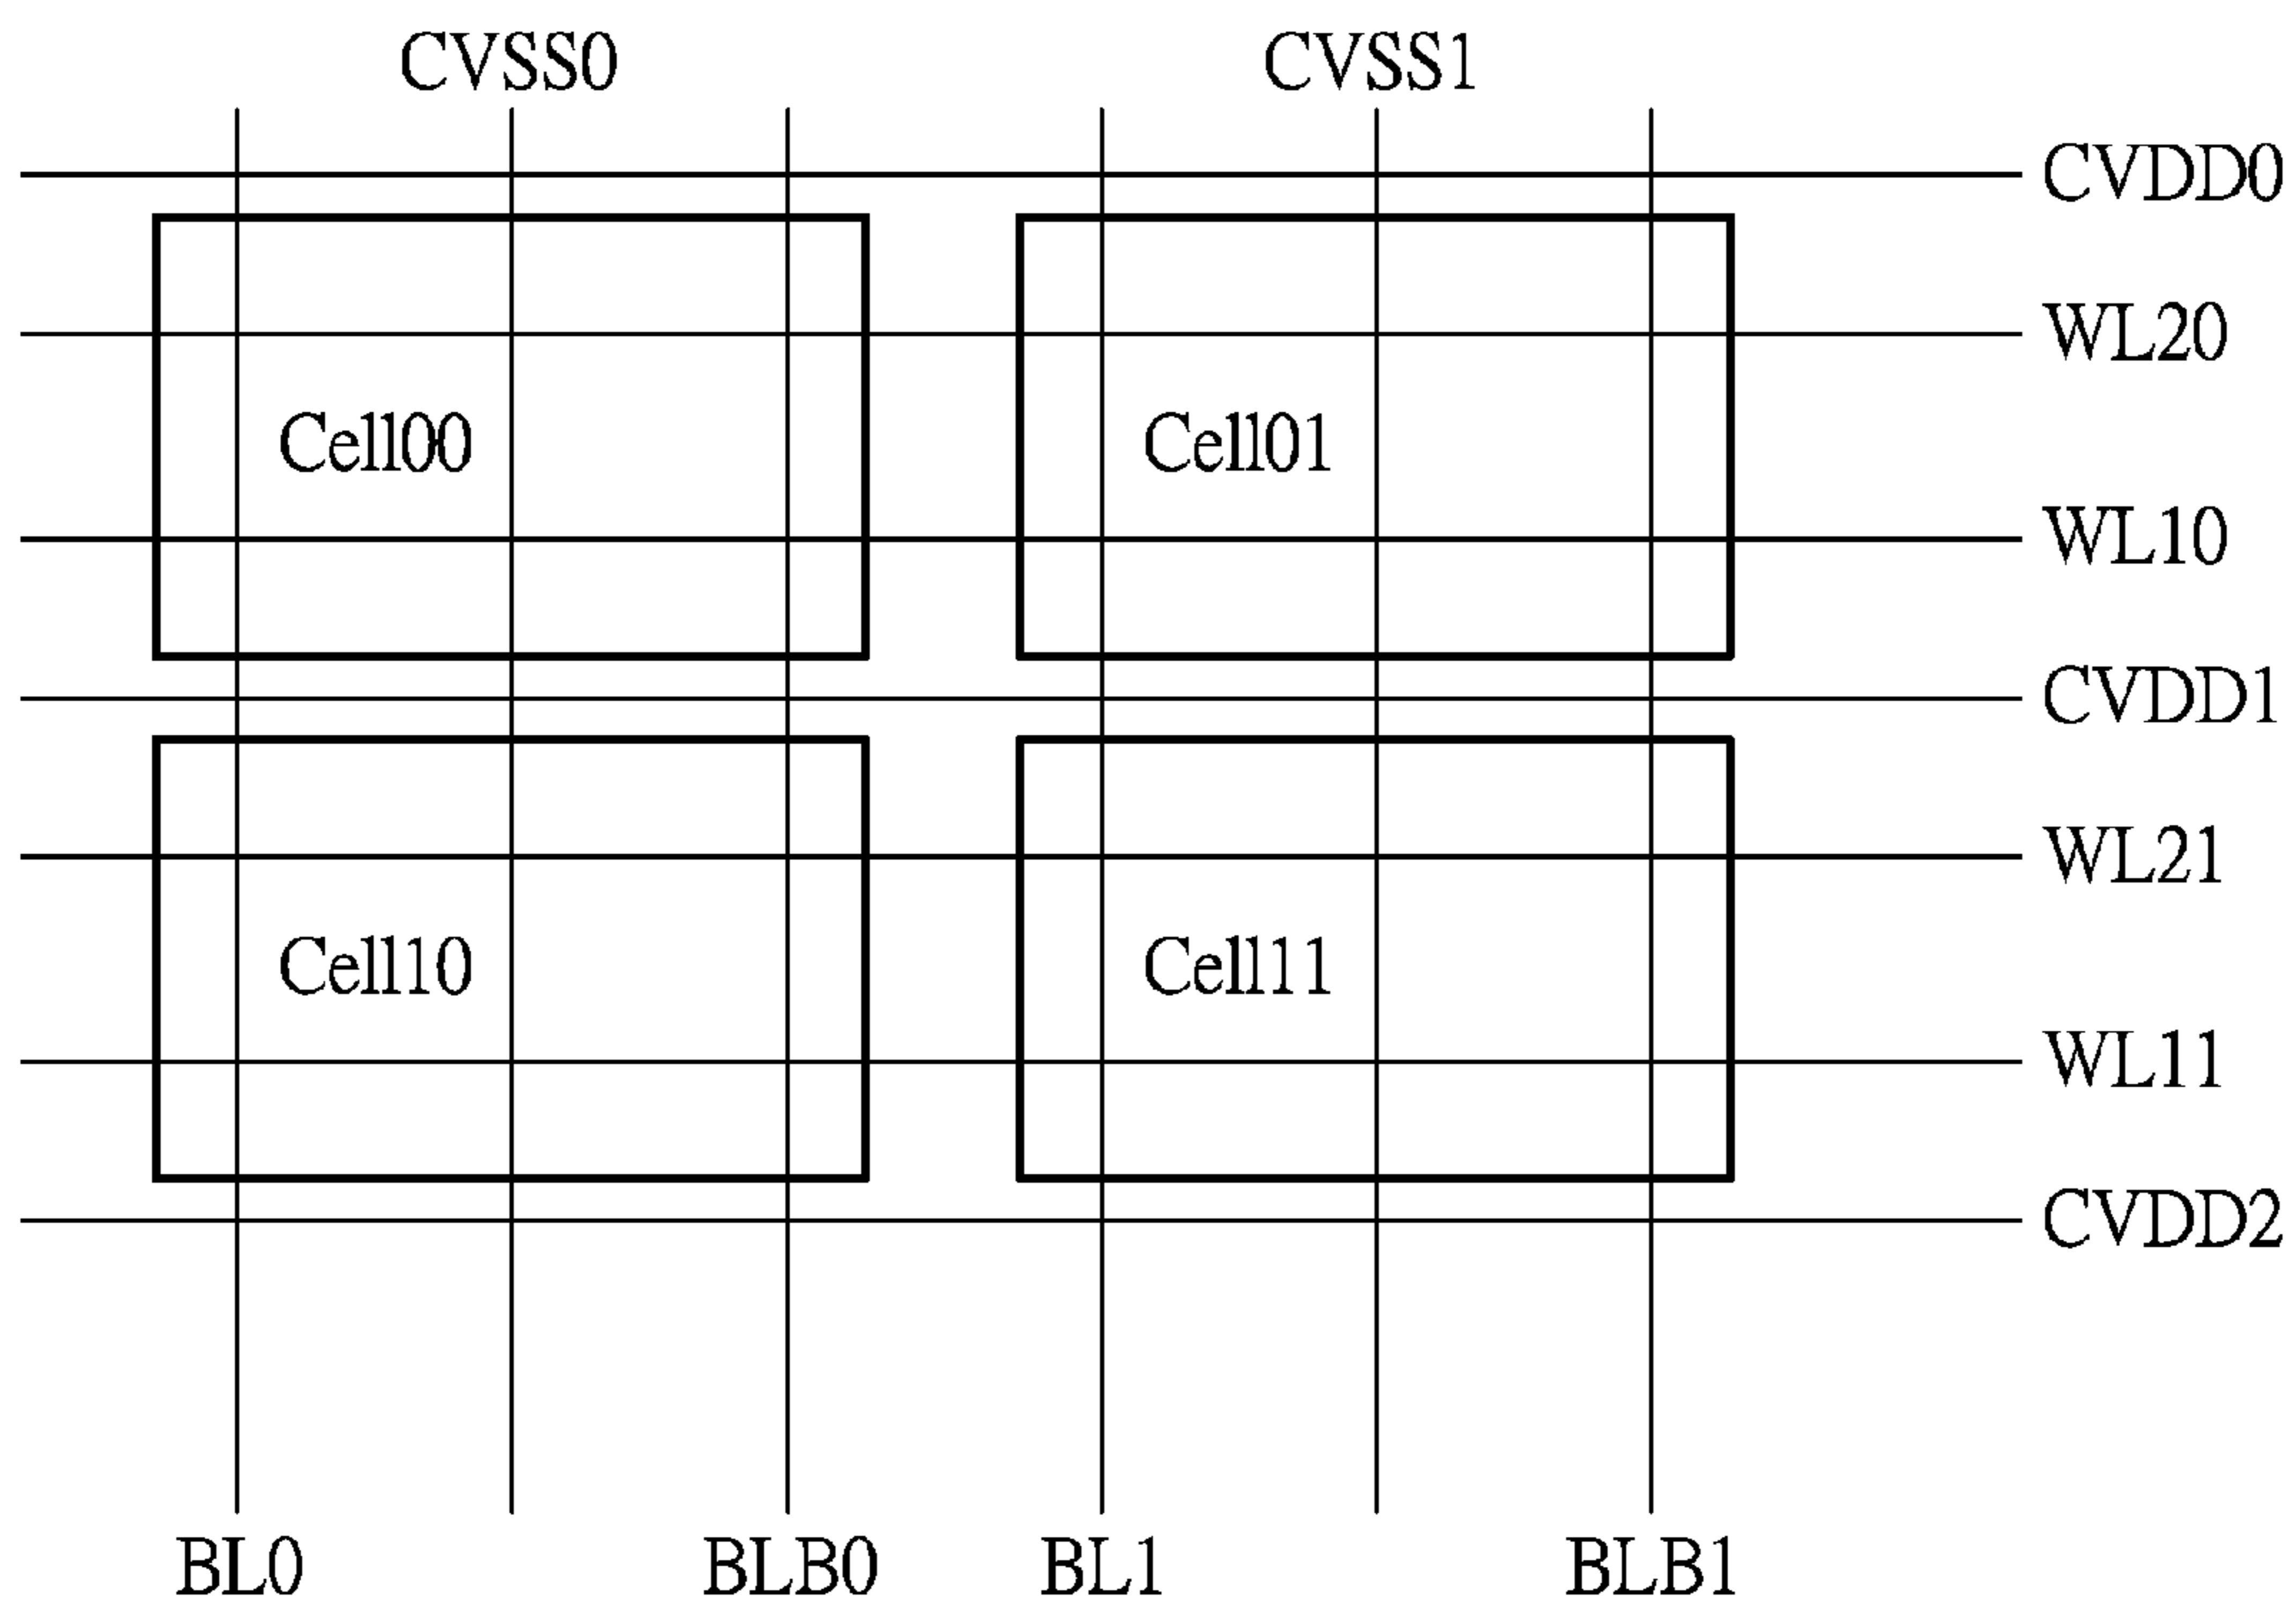 CVSS0 CVSS1
CVDD0
WL20
Cell00 Cell01
WL10
CVDD1
WL21
Cell10 Cell11
WL11
CVDD2
BL0 BLB0 BL1 BLB1